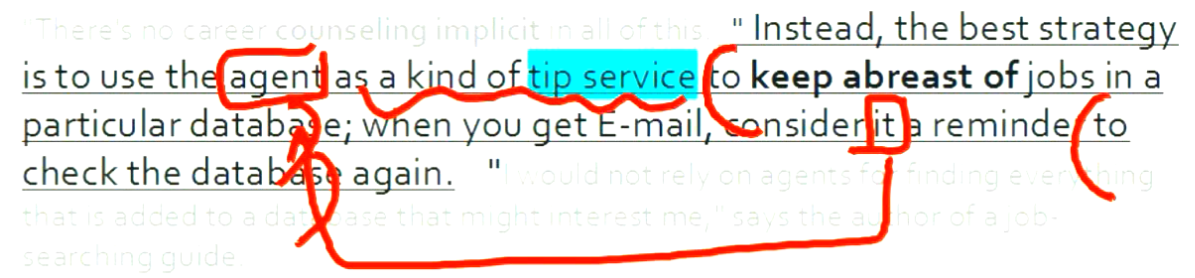 "There's no career counseling implicit in all of this. " Instead, the best strategy
is to use the agent as a kind of tip service to keep abreast of jobs in a
particular database; when you get E-mail, consider it a reminder to
check the database again. " "I would not rely on agents for finding everything
that is added to a database that might interest me," says the author of a job-
searching guide.